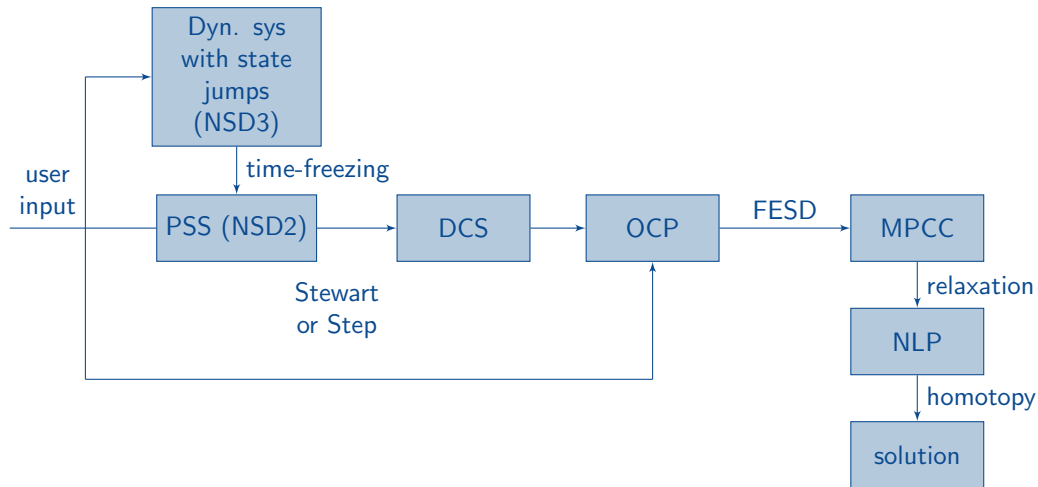 Dyn. sys
with state
jumps
(NSD3)
time-freezing
user
input
PSS (NSD2)
DCS
OCP
FESD
MPCC
Stewart
or Step
relaxation
NLP
homotopy
solution